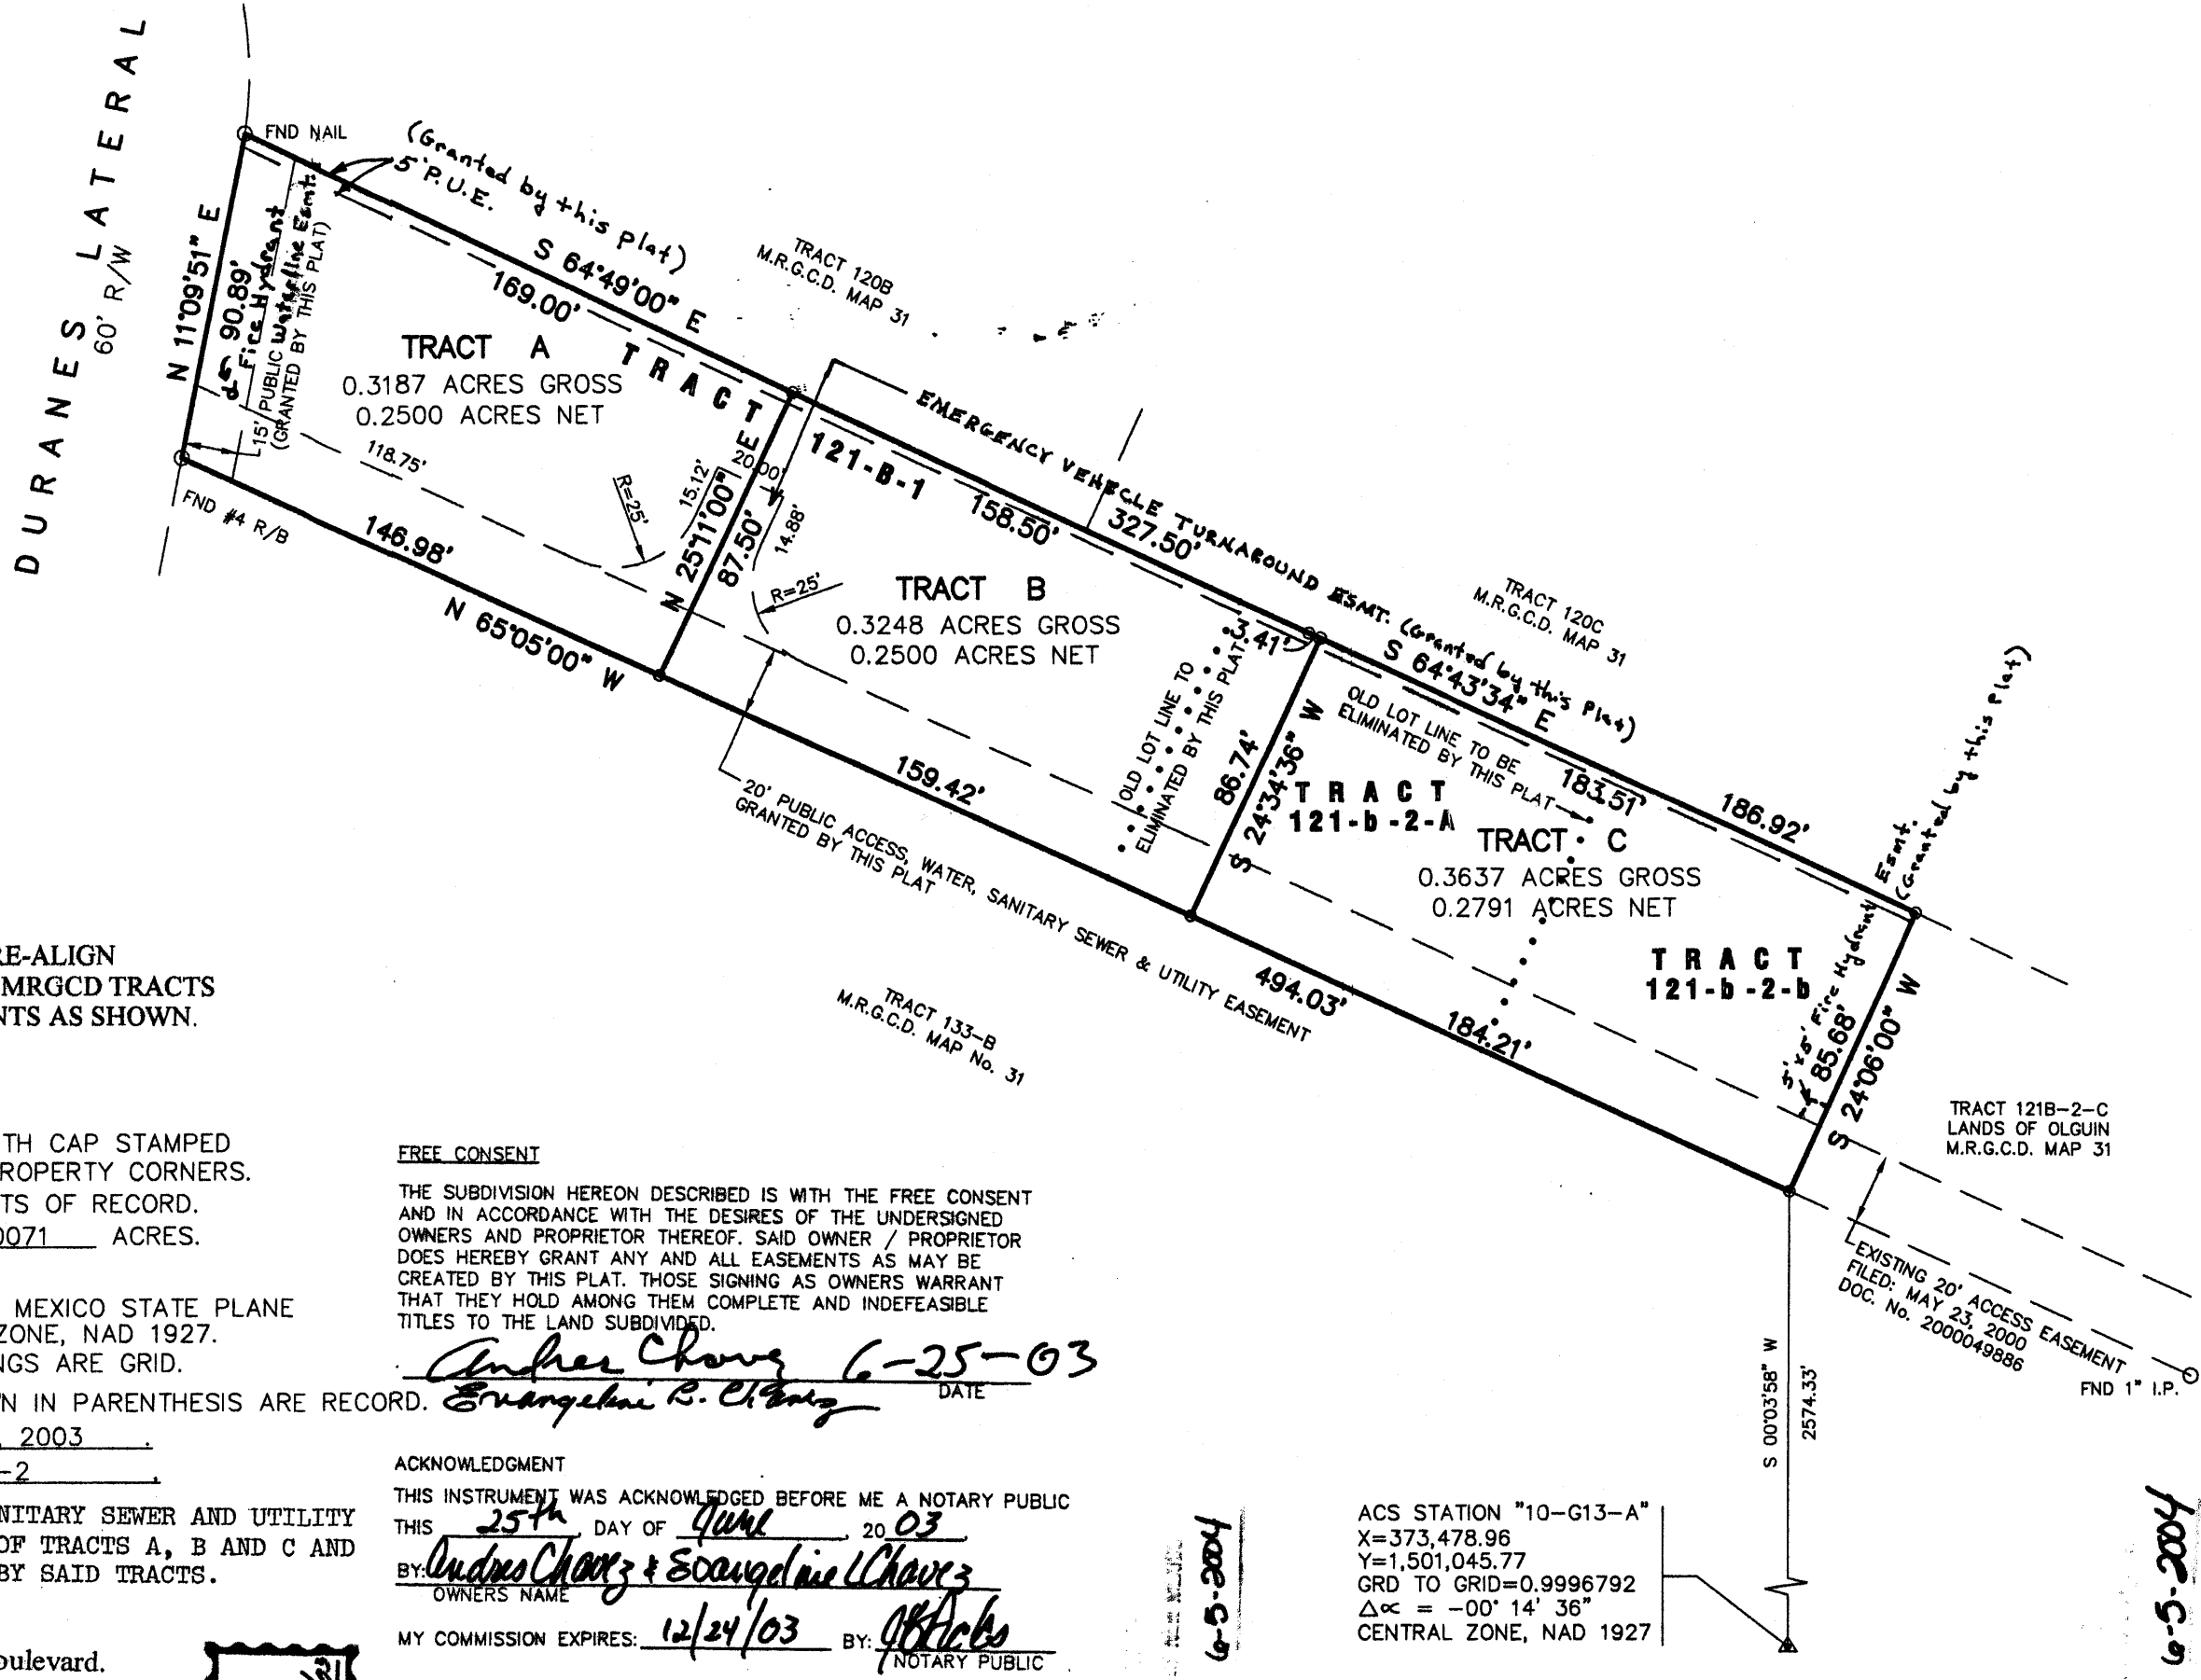 DURANES LATERAL
60' R/W
FND NAIL
(Granted by this plat)
5' P.U.E.
N 11°09'51" E
90.89'
Fire Hydrant
15' PUBLIC Waterline Esmt.
(GRANTED BY THIS PLAT)
S 64°49'00" E
169.00'
TRACT 120B
M.R.G.C.D. MAP 31
TRACT A
0.3187 ACRES GROSS
0.2500 ACRES NET
TRACT
121-B-1
118.75'
R=25'
15.12'
20.00'
N 25°11'00" E
87.50'
14.88'
R=25'
FND #4 R/B
146.98'
N 65°05'00" W
EMERGENCY VEHICLE TURNAROUND ESMT. (Granted by this Plat)
158.50'
327.50'
TRACT B
0.3248 ACRES GROSS
0.2500 ACRES NET
3.41'
TRACT 120C
M.R.G.C.D. MAP 31
S 64°43'34" E
OLD LOT LINE TO
ELIMINATED BY THIS PLAT
86.74'
S 24°34'36" W
OLD LOT LINE TO BE
ELIMINATED BY THIS PLAT
183.51'
186.92'
TRACT
121-b-2-A
TRACT C
0.3637 ACRES GROSS
0.2791 ACRES NET
TRACT
121-b-2-b
5' x 5' Fire Hydrant Esmt.
(Granted by this Plat)
85.68'
S 24°06'00" W
159.42'
20' PUBLIC ACCESS, WATER, SANITARY SEWER & UTILITY EASEMENT
GRANTED BY THIS PLAT
494.03'
184.21'
TRACT 133-B
M.R.G.C.D. MAP No. 31
TRACT 121B-2-C
LANDS OF OLGUIN
M.R.G.C.D. MAP 31
EXISTING 20' ACCESS EASEMENT
FILED: MAY 23, 2000
DOC. No. 2000049886
FND 1" I.P.
S 00°03'58" W
2574.33'
RE-ALIGN
MRGCD TRACTS
NTS AS SHOWN.
TH CAP STAMPED
ROPERTY CORNERS.
TS OF RECORD.
0071 ACRES.
MEXICO STATE PLANE
ZONE, NAD 1927.
NGS ARE GRID.
N IN PARENTHESIS ARE RECORD.
, 2003 .
-2 .
NITARY SEWER AND UTILITY
OF TRACTS A, B AND C AND
BY SAID TRACTS.
oulevard.
FREE CONSENT
THE SUBDIVISION HEREON DESCRIBED IS WITH THE FREE CONSENT
AND IN ACCORDANCE WITH THE DESIRES OF THE UNDERSIGNED
OWNERS AND PROPRIETOR THEREOF. SAID OWNER / PROPRIETOR
DOES HEREBY GRANT ANY AND ALL EASEMENTS AS MAY BE
CREATED BY THIS PLAT. THOSE SIGNING AS OWNERS WARRANT
THAT THEY HOLD AMONG THEM COMPLETE AND INDEFEASIBLE
TITLES TO THE LAND SUBDIVIDED.
Andres Chavez 6-25-03
DATE
Evangeline R. Chavez
ACKNOWLEDGMENT
THIS INSTRUMENT WAS ACKNOWLEDGED BEFORE ME A NOTARY PUBLIC
THIS 25th DAY OF June, 20 03.
BY: Andres Chavez & Evangeline L Chavez
OWNERS NAME
MY COMMISSION EXPIRES: 12/24/03 BY:
NOTARY PUBLIC
6-5-2004
ACS STATION "10-G13-A"
X=373,478.96
Y=1,501,045.77
GRD TO GRID=0.9996792
Δ∝ = -00° 14' 36"
CENTRAL ZONE, NAD 1927
6-5-2004